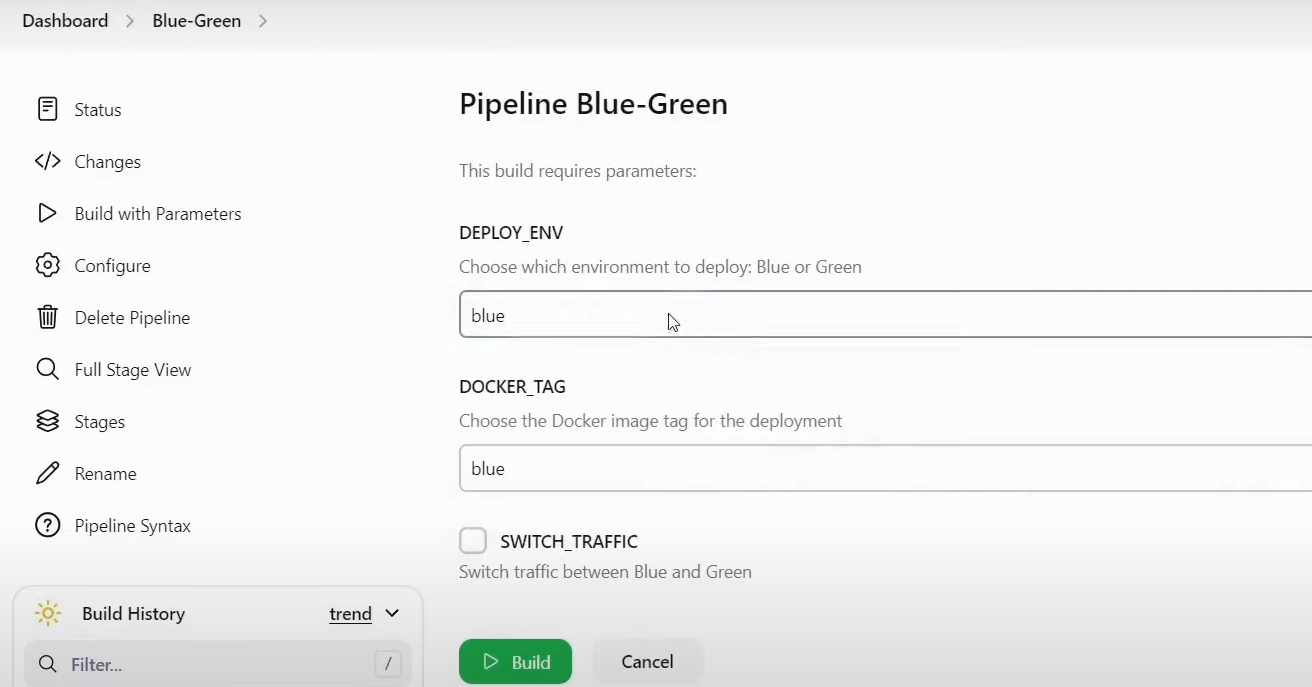 Dashboard > Blue-Green >
Status
Changes
Build with Parameters
Configure
Delete Pipeline
Full Stage View
Stages
Rename
Pipeline Syntax
Build History trend
Filter... /
Pipeline Blue-Green
This build requires parameters:
DEPLOY_ENV
Choose which environment to deploy: Blue or Green
blue
DOCKER_TAG
Choose the Docker image tag for the deployment
blue
SWITCH_TRAFFIC
Switch traffic between Blue and Green
Build Cancel